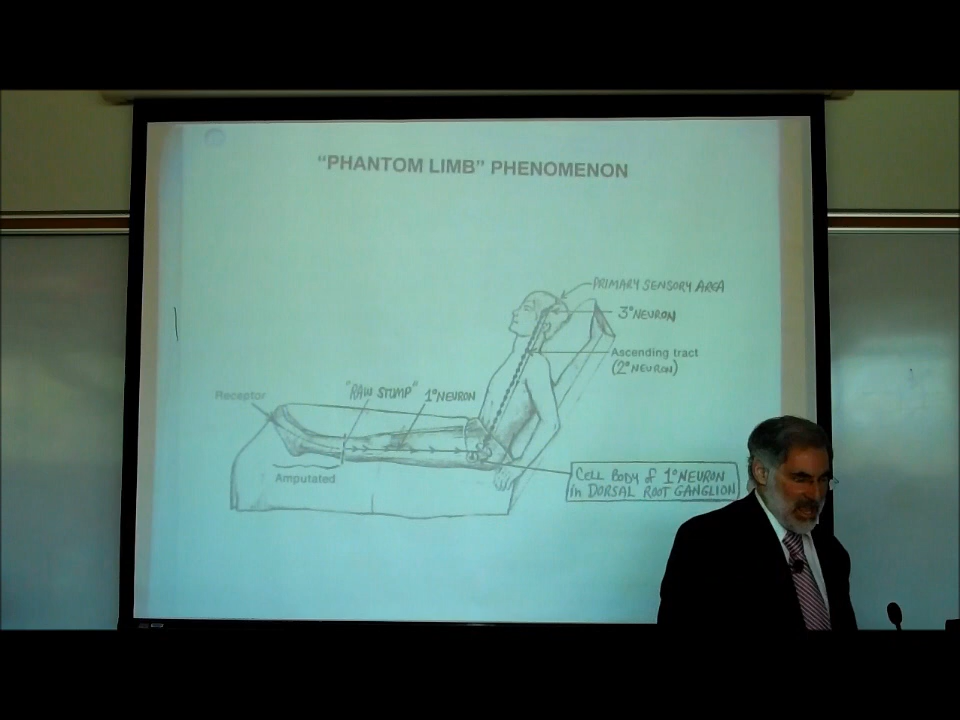 “PHANTOM LIMB” PHENOMENON
PRIMARY SENSORY AREA
3° NEURON
Ascending tract
(2° NEURON)
"RAW STUMP"
1° NEURON
Receptor
Amputated
CELL BODY of 1° NEURON
in DORSAL ROOT GANGLION